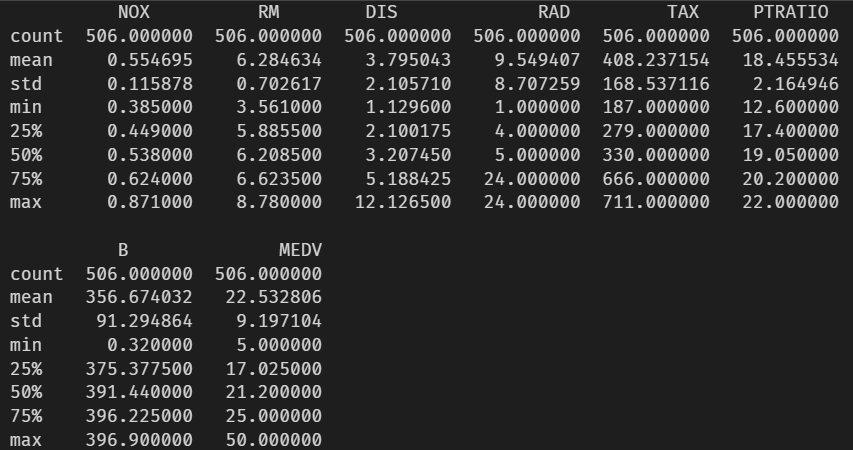 NOX RM DIS RAD TAX PTRATIO
count 506.000000 506.000000 506.000000 506.000000 506.000000 506.000000
mean 0.554695 6.284634 3.795043 9.549407 408.237154 18.455534
std 0.115878 0.702617 2.105710 8.707259 168.537116 2.164946
min 0.385000 3.561000 1.129600 1.000000 187.000000 12.600000
25% 0.449000 5.885500 2.100175 4.000000 279.000000 17.400000
50% 0.538000 6.208500 3.207450 5.000000 330.000000 19.050000
75% 0.624000 6.623500 5.188425 24.000000 666.000000 20.200000
max 0.871000 8.780000 12.126500 24.000000 711.000000 22.000000
B MEDV
count 506.000000 506.000000
mean 356.674032 22.532806
std 91.294864 9.197104
min 0.320000 5.000000
25% 375.377500 17.025000
50% 391.440000 21.200000
75% 396.225000 25.000000
max 396.900000 50.000000